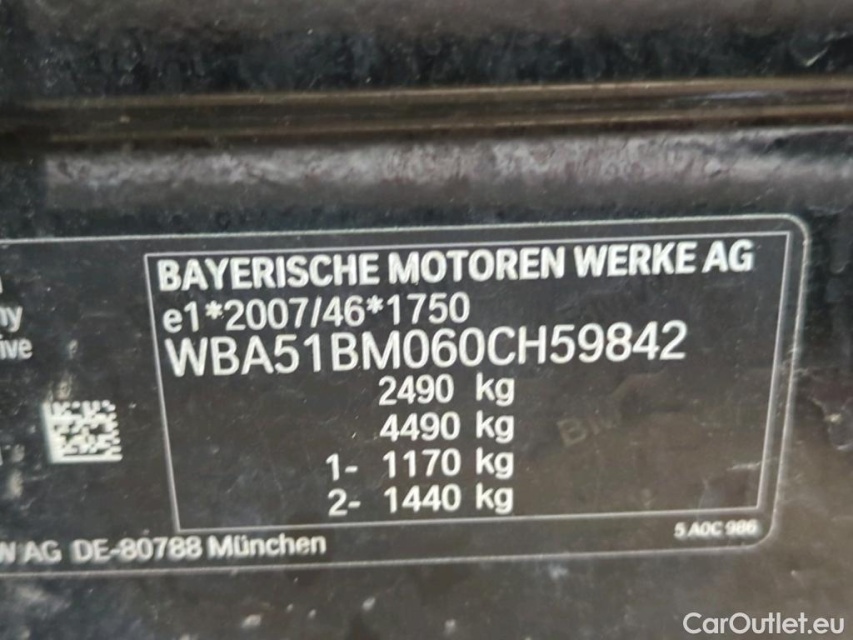 BAYERISCHE MOTOREN WERKE AG
e1*2007/46*1750
WBA51BM060CH59842
2490 kg
4490 kg
1- 1170 kg
2- 1440 kg
5 A0C 986
AG DE-80788 München
CarOutlet.eu